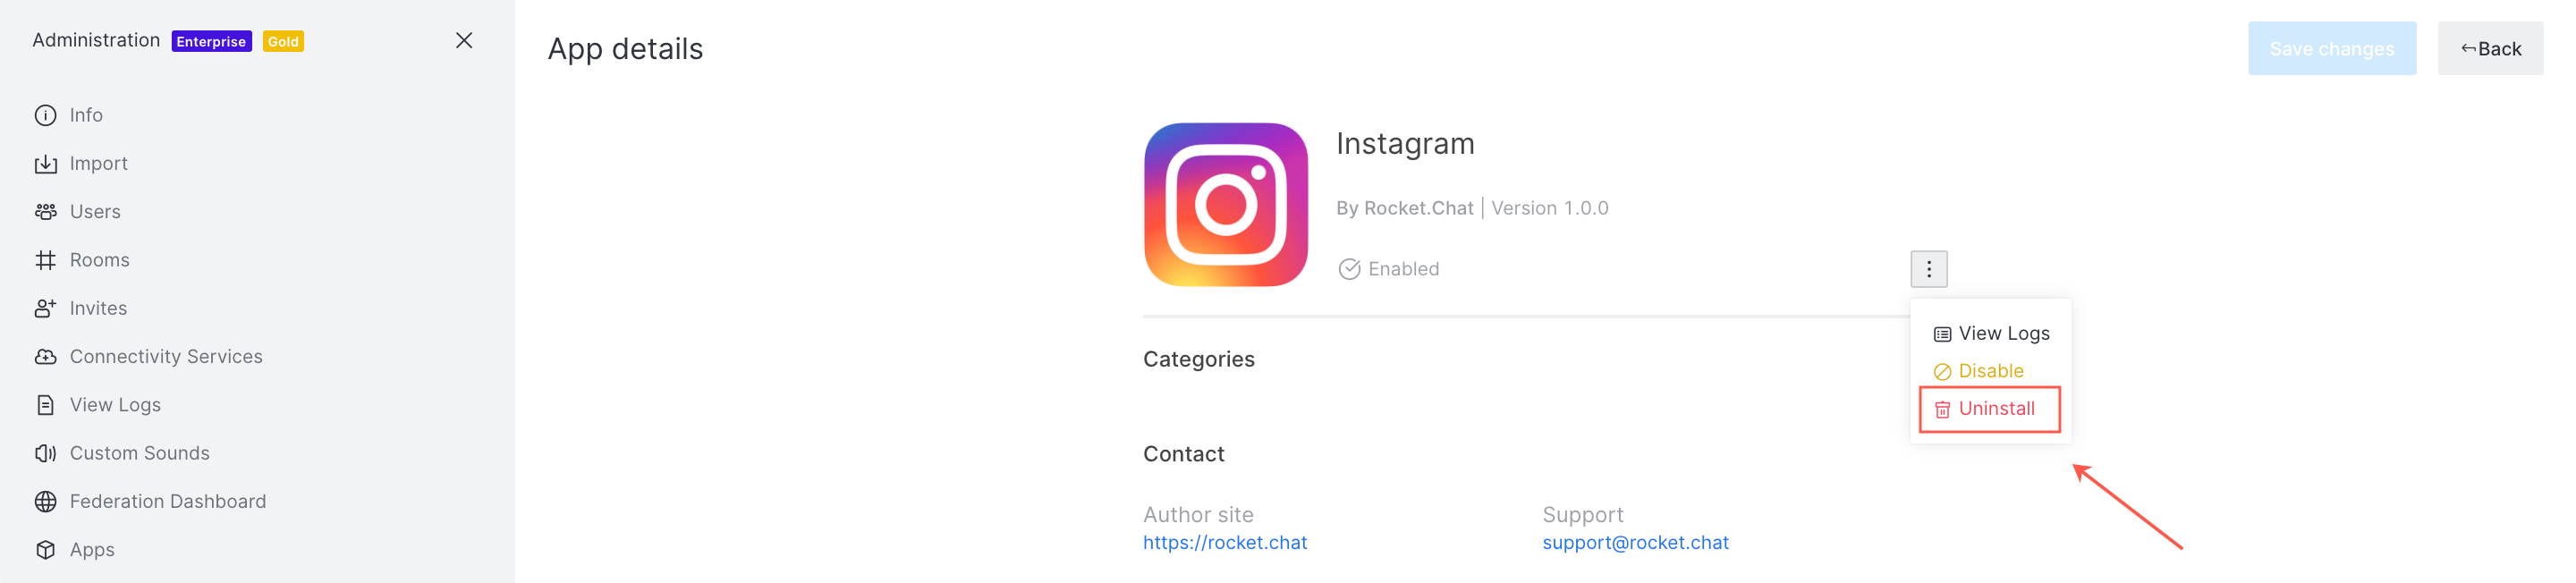 Administration Enterprise Gold
Info
Import
Users
Rooms
Invites
Connectivity Services
View Logs
Custom Sounds
Federation Dashboard
Apps
App details
Save changes
Back
Instagram
By Rocket.Chat | Version 1.0.0
Enabled
View Logs
Disable
Uninstall
Categories
Contact
Author site
https://rocket.chat
Support
support@rocket.chat